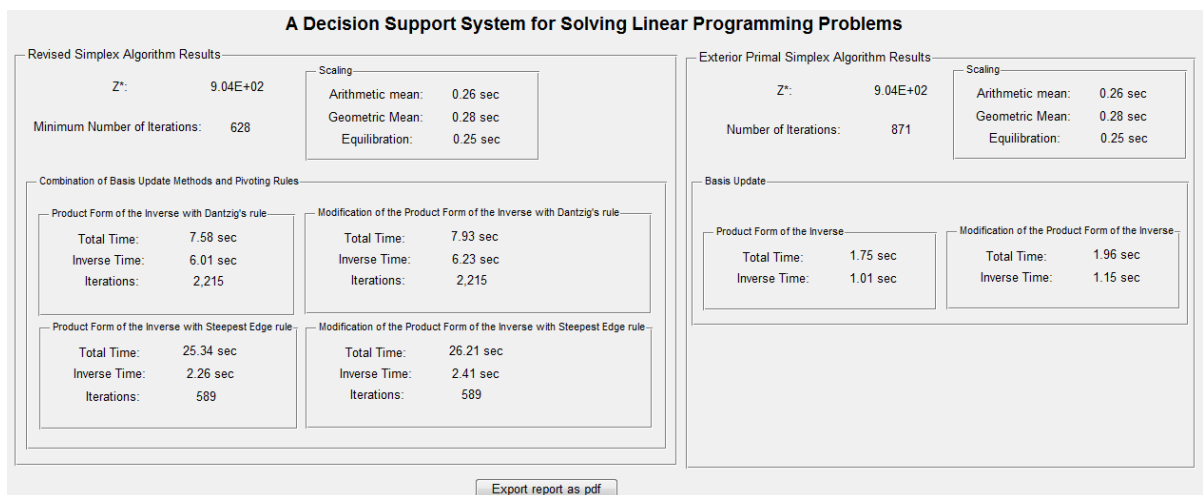 A Decision Support System for Solving Linear Programming Problems
Revised Simplex Algorithm Results
Z*: 9.04E+02
Minimum Number of Iterations: 628
Scaling
Arithmetic mean: 0.26 sec
Geometric Mean: 0.28 sec
Equilibration: 0.25 sec
Combination of Basis Update Methods and Pivoting Rules
Product Form of the Inverse with Dantzig's rule
Total Time: 7.58 sec
Inverse Time: 6.01 sec
Iterations: 2,215
Modification of the Product Form of the Inverse with Dantzig's rule
Total Time: 7.93 sec
Inverse Time: 6.23 sec
Iterations: 2,215
Product Form of the Inverse with Steepest Edge rule
Total Time: 25.34 sec
Inverse Time: 2.26 sec
Iterations: 589
Modification of the Product Form of the Inverse with Steepest Edge rule
Total Time: 26.21 sec
Inverse Time: 2.41 sec
Iterations: 589
Exterior Primal Simplex Algorithm Results
Z*: 9.04E+02
Number of Iterations: 871
Scaling
Arithmetic mean: 0.26 sec
Geometric Mean: 0.28 sec
Equilibration: 0.25 sec
Basis Update
Product Form of the Inverse
Total Time: 1.75 sec
Inverse Time: 1.01 sec
Modification of the Product Form of the Inverse
Total Time: 1.96 sec
Inverse Time: 1.15 sec
Export report as pdf